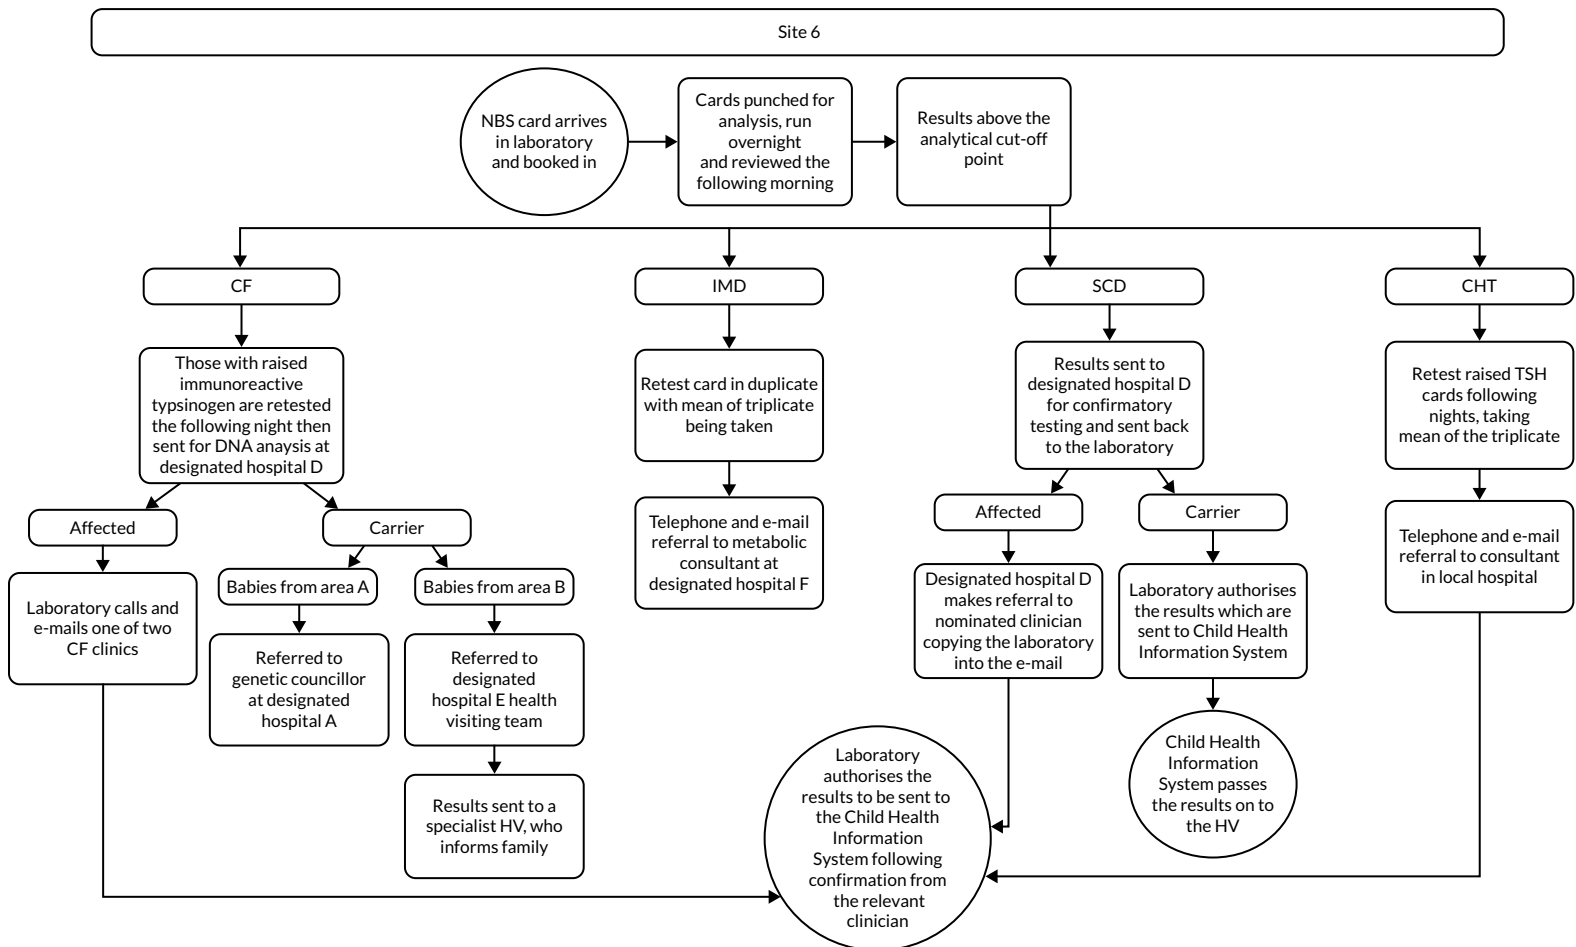 Site 6
NBS card arrives
in laboratory
and booked in
Cards punched for
analysis, run
overnight
and reviewed the
following morning
Results above the
analytical cut-off
point
CF
IMD
SCD
CHT
Those with raised
immunoreactive
typsinogen are retested
the following night then
sent for DNA anaysis at
designated hospital D
Retest card in duplicate
with mean of triplicate
being taken
Results sent to
designated hospital D
for confirmatory
testing and sent back
to the laboratory
Retest raised TSH
cards following
nights, taking
mean of the triplicate
Affected
Carrier
Telephone and e-mail
referral to metabolic
consultant at
designated hospital F
Affected
Carrier
Telephone and e-mail
referral to consultant
in local hospital
Laboratory calls and
e-mails one of two
CF clinics
Babies from area A
Babies from area B
Referred to
genetic councillor
at designated
hospital A
Referred to
designated
hospital E health
visiting team
Results sent to a
specialist HV, who
informs family
Designated hospital D
makes referral to
nominated clinician
copying the laboratory
into the e-mail
Laboratory authorises
the results which are
sent to Child Health
Information System
Laboratory
authorises the
results to be sent to
the Child Health
Information
System following
confirmation from
the relevant
clinician
Child Health
Information
System passes
the results on to
the HV